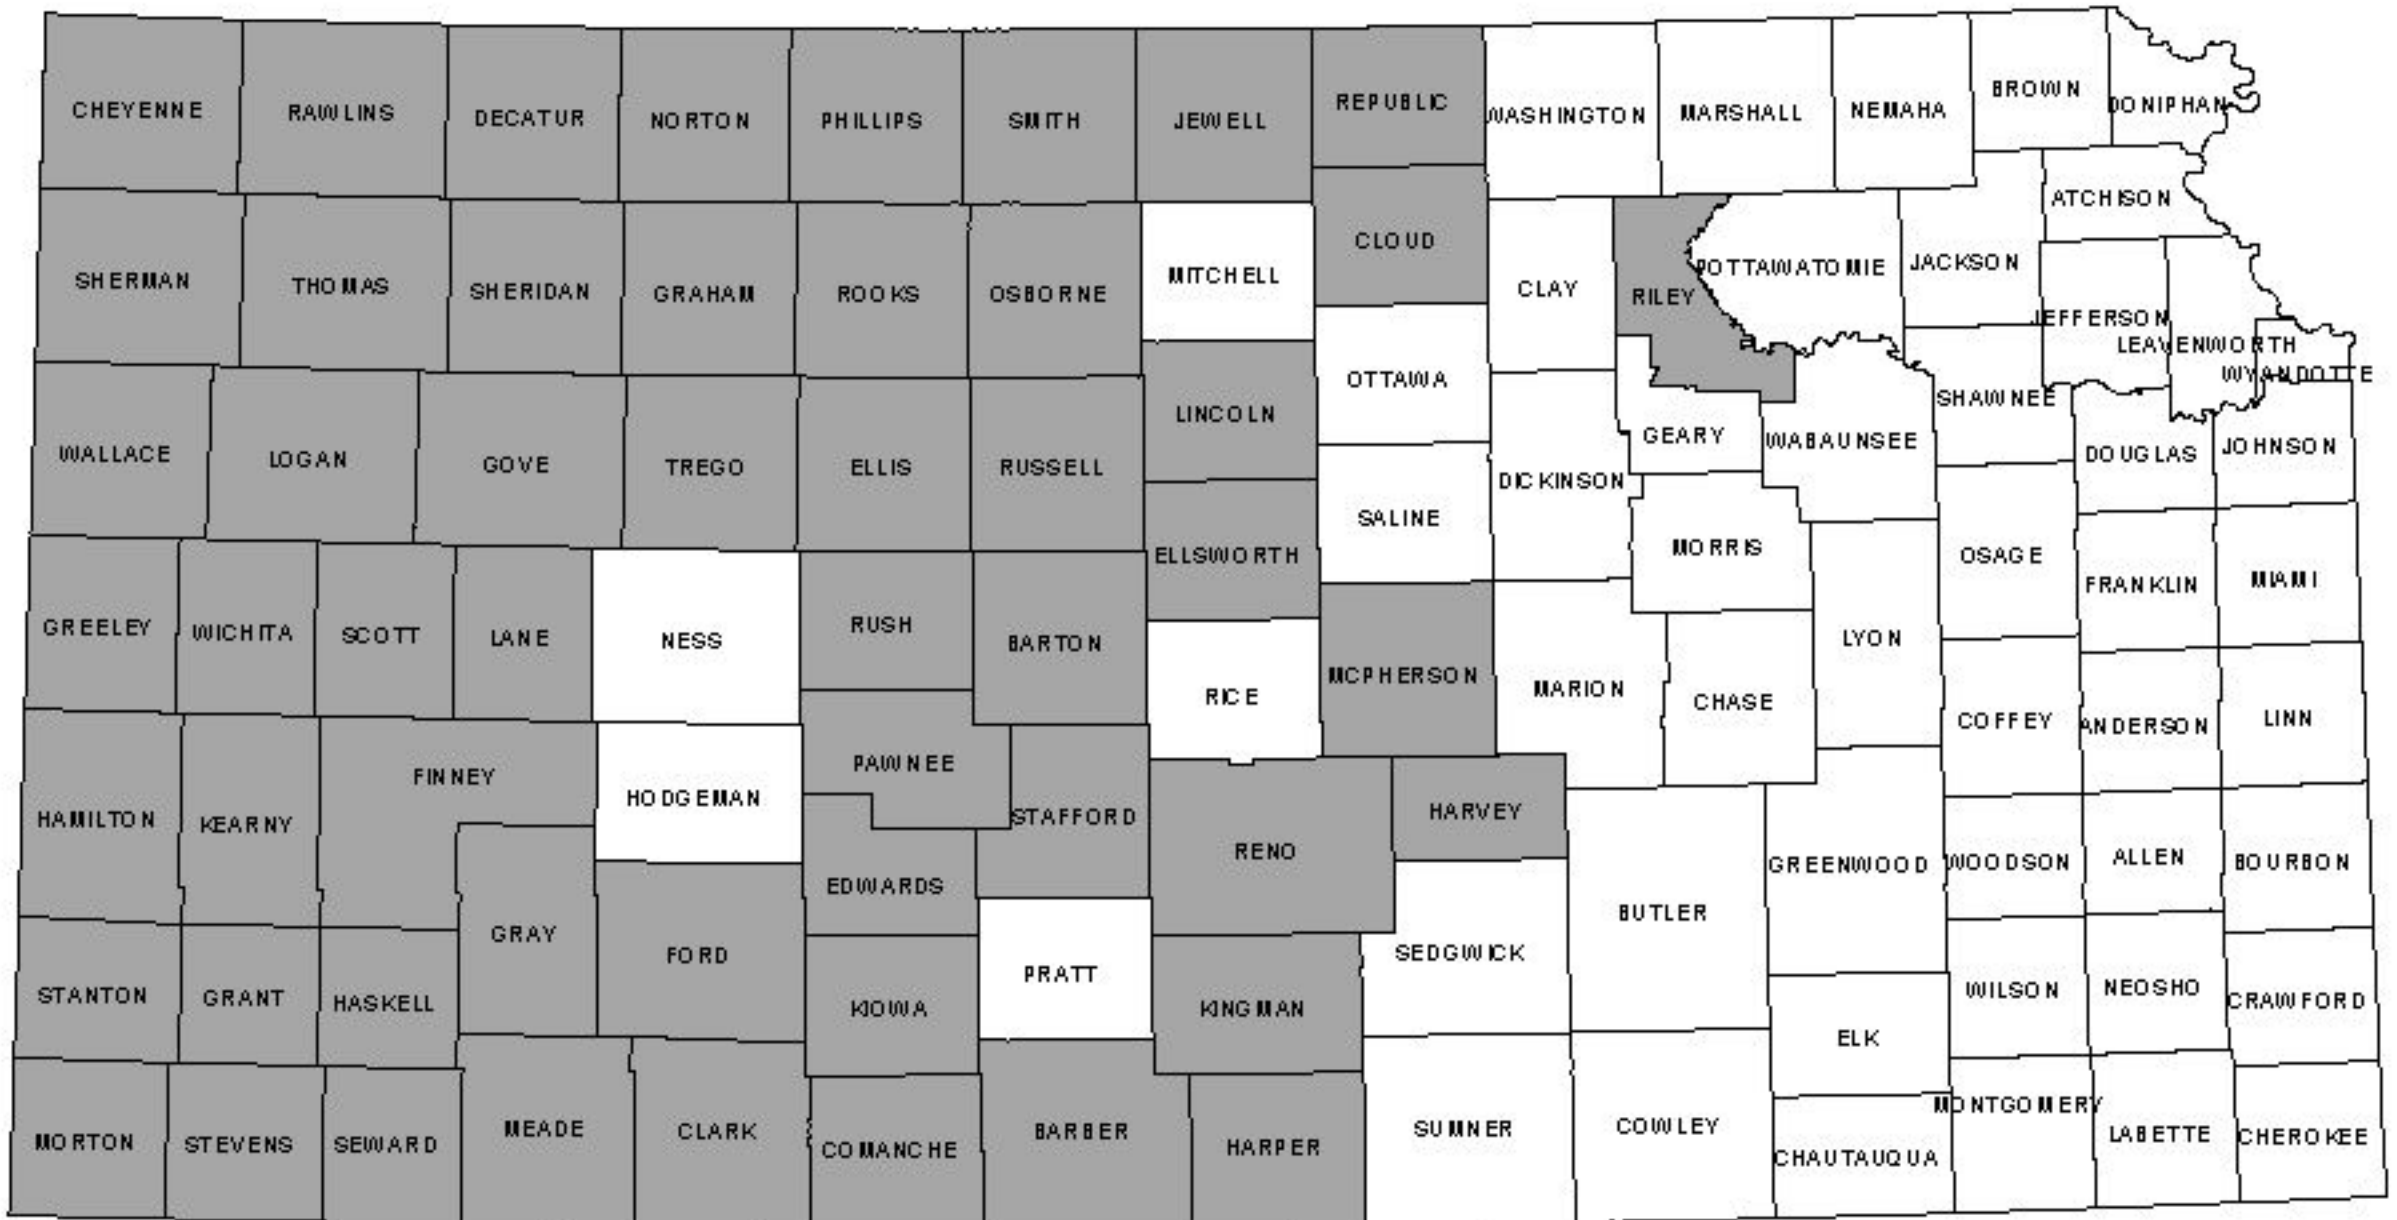 CHEYENNE
RAWLINS
DECATUR
NORTON
PHILLIPS
SMITH
JEWELL
REPUBLIC
WASHINGTON
MARSHALL
NEMAHA
BROWN
DONIPHAN
ATCHISON
SHERMAN
THOMAS
SHERIDAN
GRAHAM
ROOKS
OSBORNE
MITCHELL
CLOUD
CLAY
RILEY
POTTAWATOMIE
JACKSON
JEFFERSON
LEAVENWORTH
WYANDOTTE
WALLACE
LOGAN
GOVE
TREGO
ELLIS
RUSSELL
LINCOLN
OTTAWA
DICKINSON
GEARY
WABAUNSEE
SHAWNEE
DOUGLAS
JOHNSON
ELLSWORTH
SALINE
MORRIS
OSAGE
FRANKLIN
MIAMI
GREELEY
WICHITA
SCOTT
LANE
NESS
RUSH
BARTON
RICE
MCPHERSON
MARION
CHASE
LYON
COFFEY
ANDERSON
LINN
HAMILTON
KEARNY
FINNEY
HODGEMAN
PAWNEE
STAFFORD
RENO
HARVEY
BUTLER
GREENWOOD
WOODSON
ALLEN
BOURBON
GRAY
FORD
EDWARDS
PRATT
SEDGWICK
STANTON
GRANT
HASKELL
KIOWA
KINGMAN
ELK
WILSON
NEOSHO
CRAWFORD
MORTON
STEVENS
SEWARD
MEADE
CLARK
COMANCHE
BARBER
HARPER
SUMNER
COWLEY
CHAUTAUQUA
MONTGOMERY
LABETTE
CHEROKEE